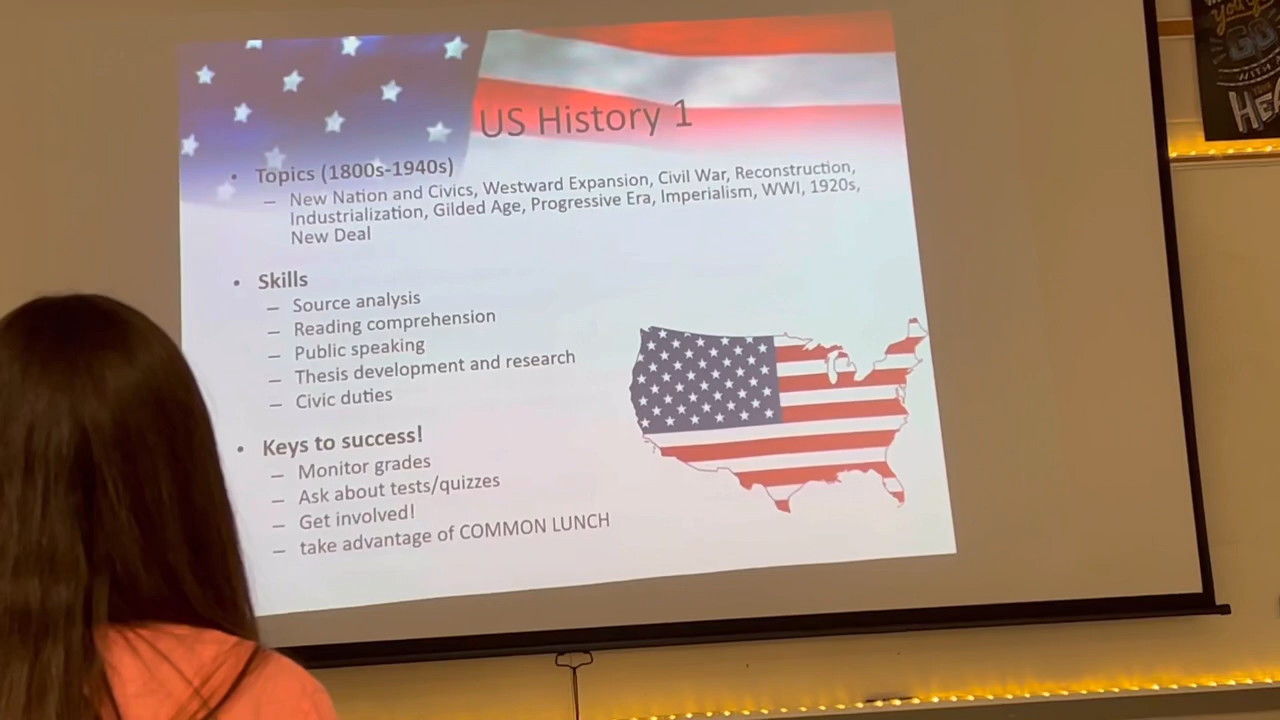 US History 1
• Topics (1800s-1940s)
– New Nation and Civics, Westward Expansion, Civil War, Reconstruction,
Industrialization, Gilded Age, Progressive Era, Imperialism, WWI, 1920s,
New Deal
• Skills
– Source analysis
– Reading comprehension
– Public speaking
– Thesis development and research
– Civic duties
• Keys to success!
– Monitor grades
– Ask about tests/quizzes
– Get involved!
– take advantage of COMMON LUNCH
GO
WITH